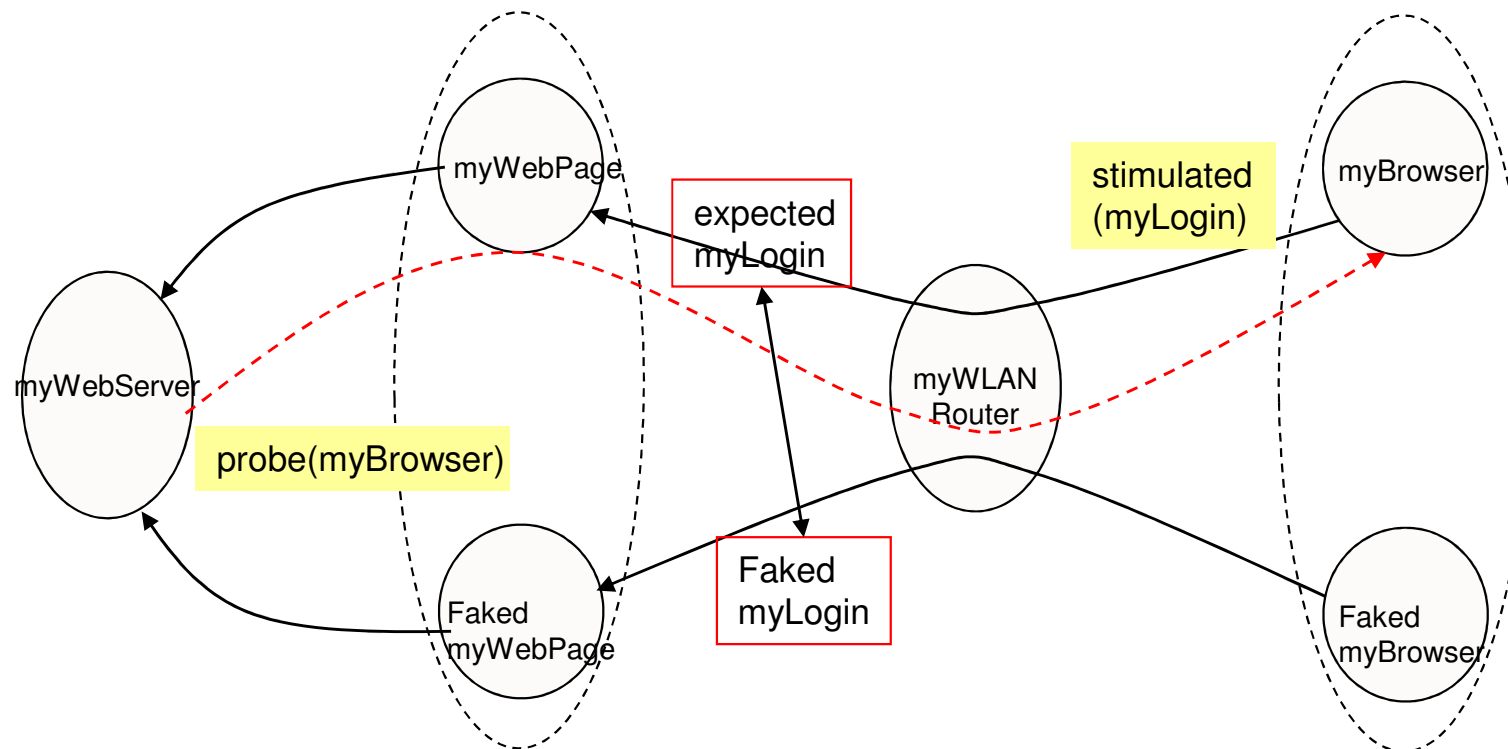 myWebPage
stimulated
(myLogin)
myBrowser
expected
myLogin
myWebServer
myWLAN
Router
probe(myBrowser)
Faked
myWebPage
Faked
myLogin
Faked
myBrowser